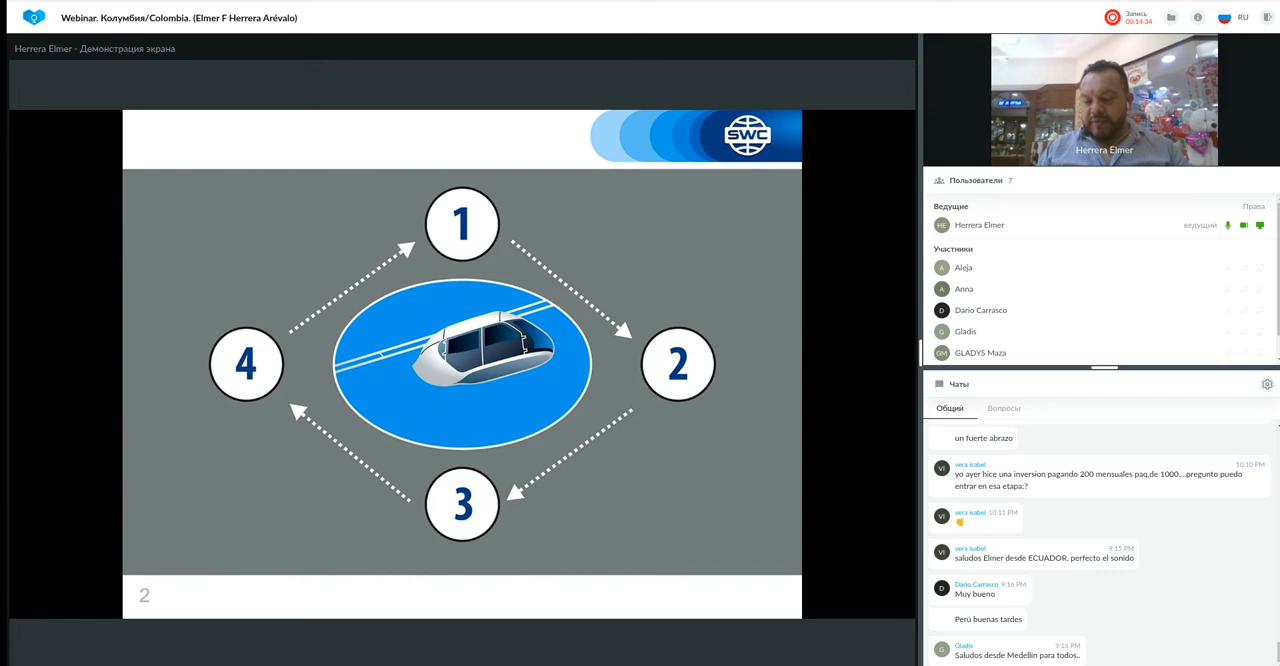 Webinar. Колумбия/Colombia. (Elmer F Herrera Arévalo)
Запись
00:14:34
RU
Herrera Elmer - Демонстрация экрана
SWC
1
4
2
3
2
Herrera Elmer
Пользователи 7
Ведущие Права
HE Herrera Elmer ведущий
Участники
A Aleja
A Anna
D Dario Carrasco
G Gladis
GM GLADYS Maza
Чаты
Общий Вопросы
un fuerte abrazo
VI vera isabel 10:10 PM
yo ayer hice una inversion pagando 200 mensuales paq,de 1000....pregunto puedo
entrar en esa etapa;?
VI vera isabel 10:11 PM
VI vera isabel 9:15 PM
saludos Elmer desde ECUADOR, perfecto el sonido
D Dario Carrasco 9:16 PM
Muy bueno
Perú buenas tardes
G Gladis 9:16 PM
Saludos desde Medellín para todos..